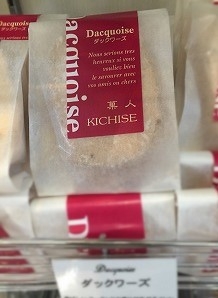 Dacquoise
ダックワーズ
Nous serions tres
heureux si vous
vouliez bien
le savourer avec
vos amis ou chers
菓人
KICHISE
acquoise
D
Dacquoise
ダックワーズ